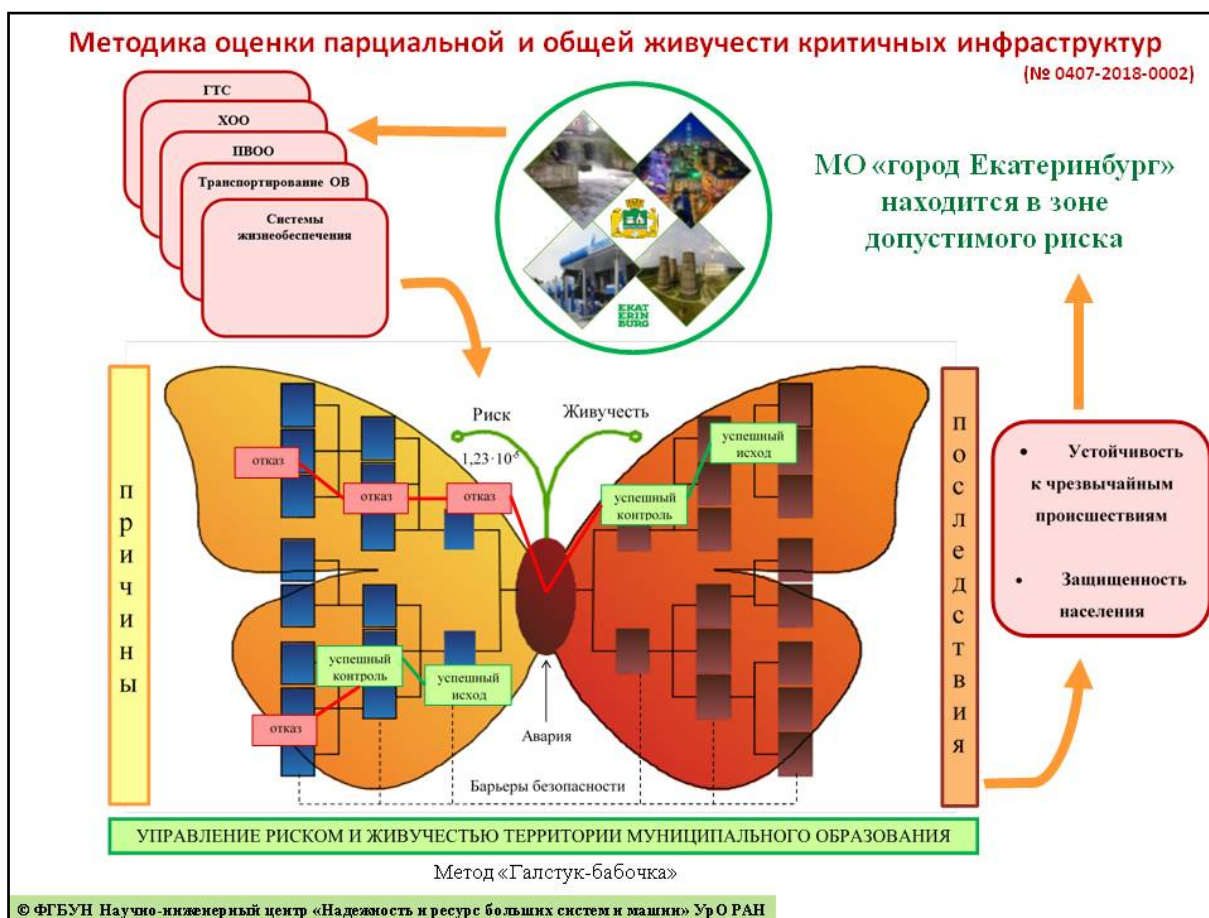 Методика оценки парциальной и общей живучести критичных инфраструктур
(№ 0407-2018-0002)
ГТС
ХОО
ПВОО
Транспортирование ОВ
Системы
жизнеобеспечения
EKAT
ERIN
BURG
МО «город Екатеринбург»
находится в зоне
допустимого риска
причины
Риск
Живучесть
1,23·10⁻⁵
отказ
отказ
отказ
успешный
контроль
успешный
исход
успешный
контроль
успешный
исход
отказ
Авария
Барьеры безопасности
последствия
• Устойчивость
к чрезвычайным
происшествиям
• Защищенность
населения
УПРАВЛЕНИЕ РИСКОМ И ЖИВУЧЕСТЬЮ ТЕРРИТОРИИ МУНИЦИПАЛЬНОГО ОБРАЗОВАНИЯ
Метод «Галстук-бабочка»
© ФГБУН Научно-инженерный центр «Надежность и ресурс больших систем и машин» УрО РАН